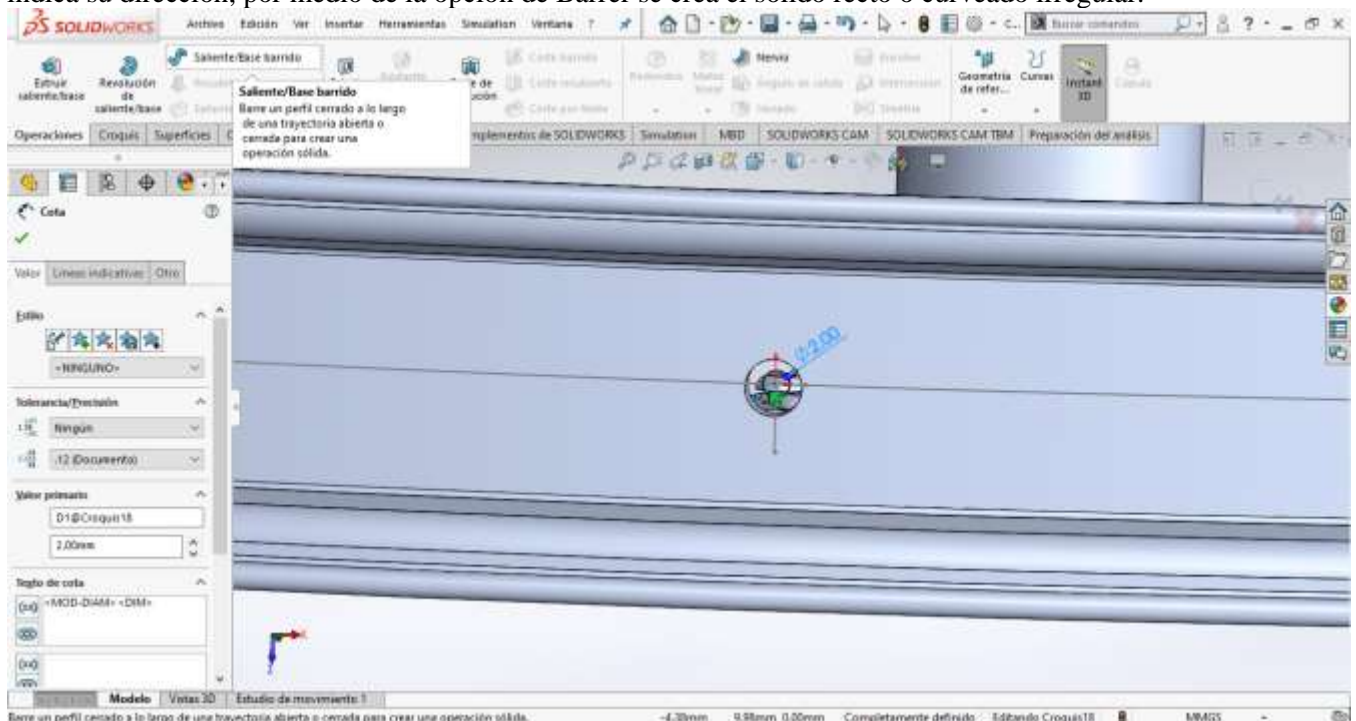 indica su dirección, por medio de la opción de Barrer se crea el sólido recto o curveado irregular.
SOLIDWORKS Archivo Edición Ver Insertar Herramientas Simulation Ventana ? Buscar comandos
Saliente/Base barrido
Extruir saliente/base
Revolución de saliente/base
Saliente/Base barrido
Barre un perfil cerrado a lo largo
de una trayectoria abierta o
cerrada para crear una
operación sólida.
Nervio
Geometría de refer...
Curvas
Instant 3D
Operaciones Croquis Superficies
SOLIDWORKS Simulation MBD SOLIDWORKS CAM SOLIDWORKS CAM TBM Preparación del análisis
Cota
Valor Líneas indicativas Otro
Estilo
<NINGUNO>
Tolerancia/Precisión
Ningún
.12 (Documento)
Valor primario
D1@Croquis18
2.00mm
Texto de cota
<MOD-DIAM><DIM>
∅2.00
Modelo Vistas 3D Estudio de movimiento 1
Barre un perfil cerrado a lo largo de una trayectoria abierta o cerrada para crear una operación sólida. -4.39mm 9.98mm 0.00mm Completamente definido Editando Croquis18 MMGS